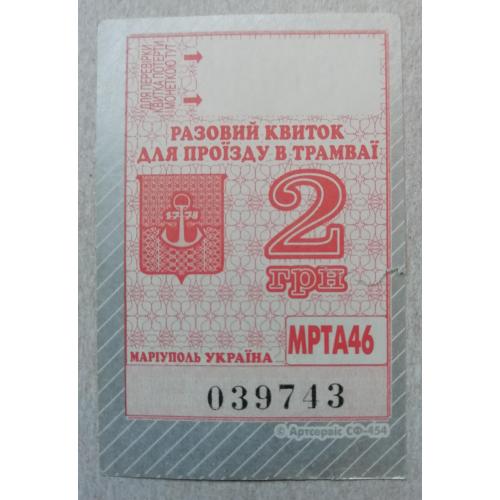 ДЛЯ ПЕРЕВІРКИ
КВИТКА ПОТЕРТИ
МОНЕТКОЮ ТУТ
РАЗОВИЙ КВИТОК
ДЛЯ ПРОЇЗДУ В ТРАМВАЇ
1778
2
грн
МАРІУПОЛЬ УКРАЇНА
МРТА46
039743
© Артсервіс СФ-454